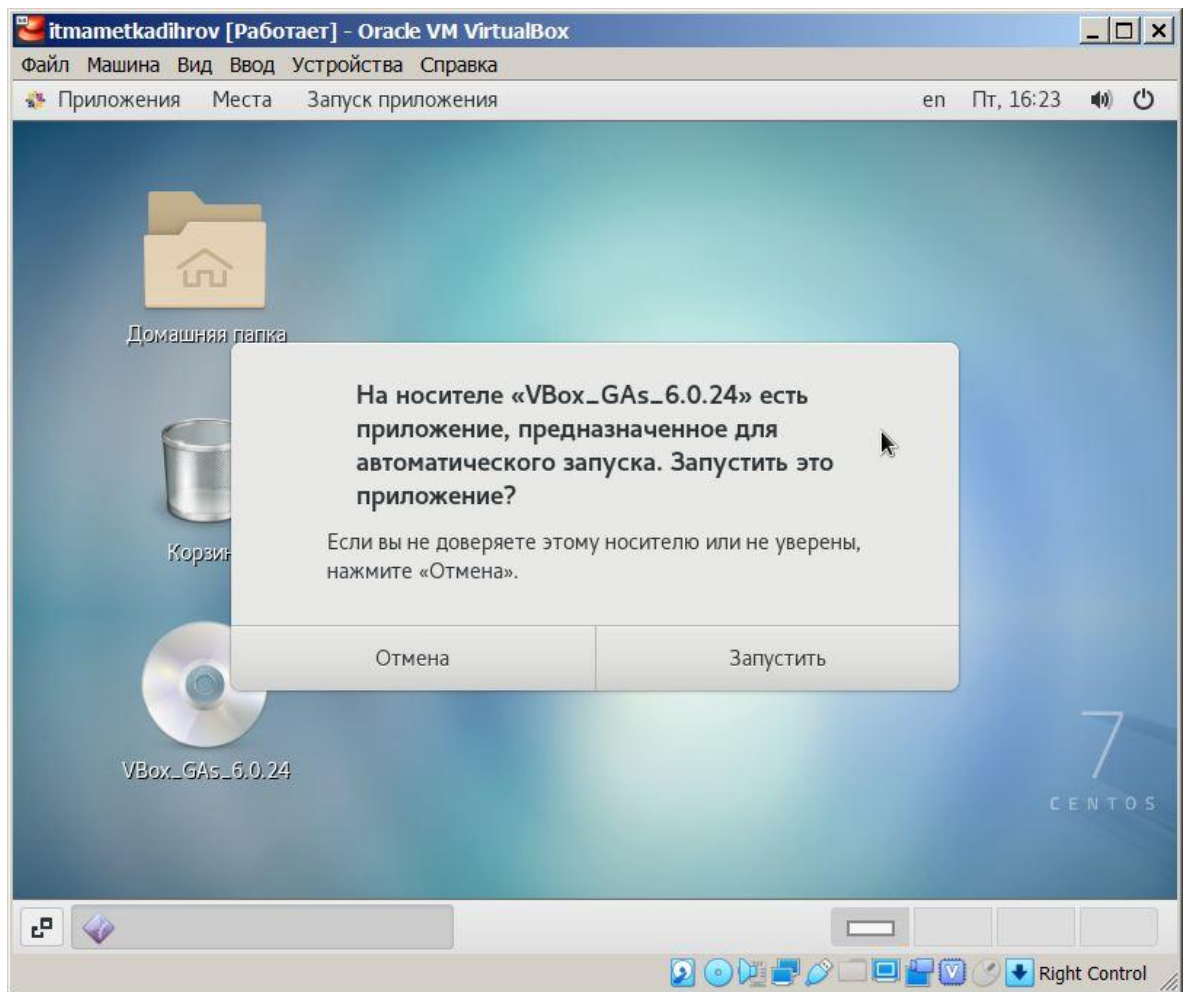 itmametkadihrov [Работает] - Oracle VM VirtualBox
Файл Машина Вид Ввод Устройства Справка
Приложения Места Запуск приложения en Пт, 16:23
Домашняя папка
На носителе «VBox_GAs_6.0.24» есть
приложение, предназначенное для
автоматического запуска. Запустить это
приложение?
Если вы не доверяете этому носителю или не уверены,
нажмите «Отмена».
Корзин
Отмена Запустить
VBox_GAs_6.0.24
7
CENTOS
Right Control